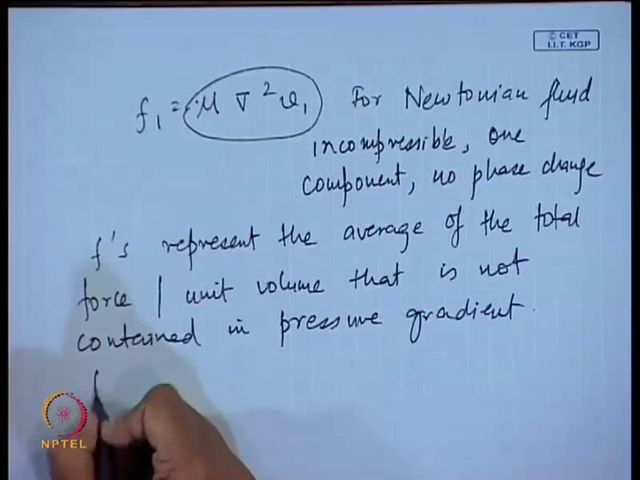 © CET
I.I.T. KGP
f₁ = μ ∇² υ₁ For Newtonian fluid
incompressible, one
component, no phase change
f's represent the average of the total
force / unit volume that is not
contained in pressure gradient.
NPTEL